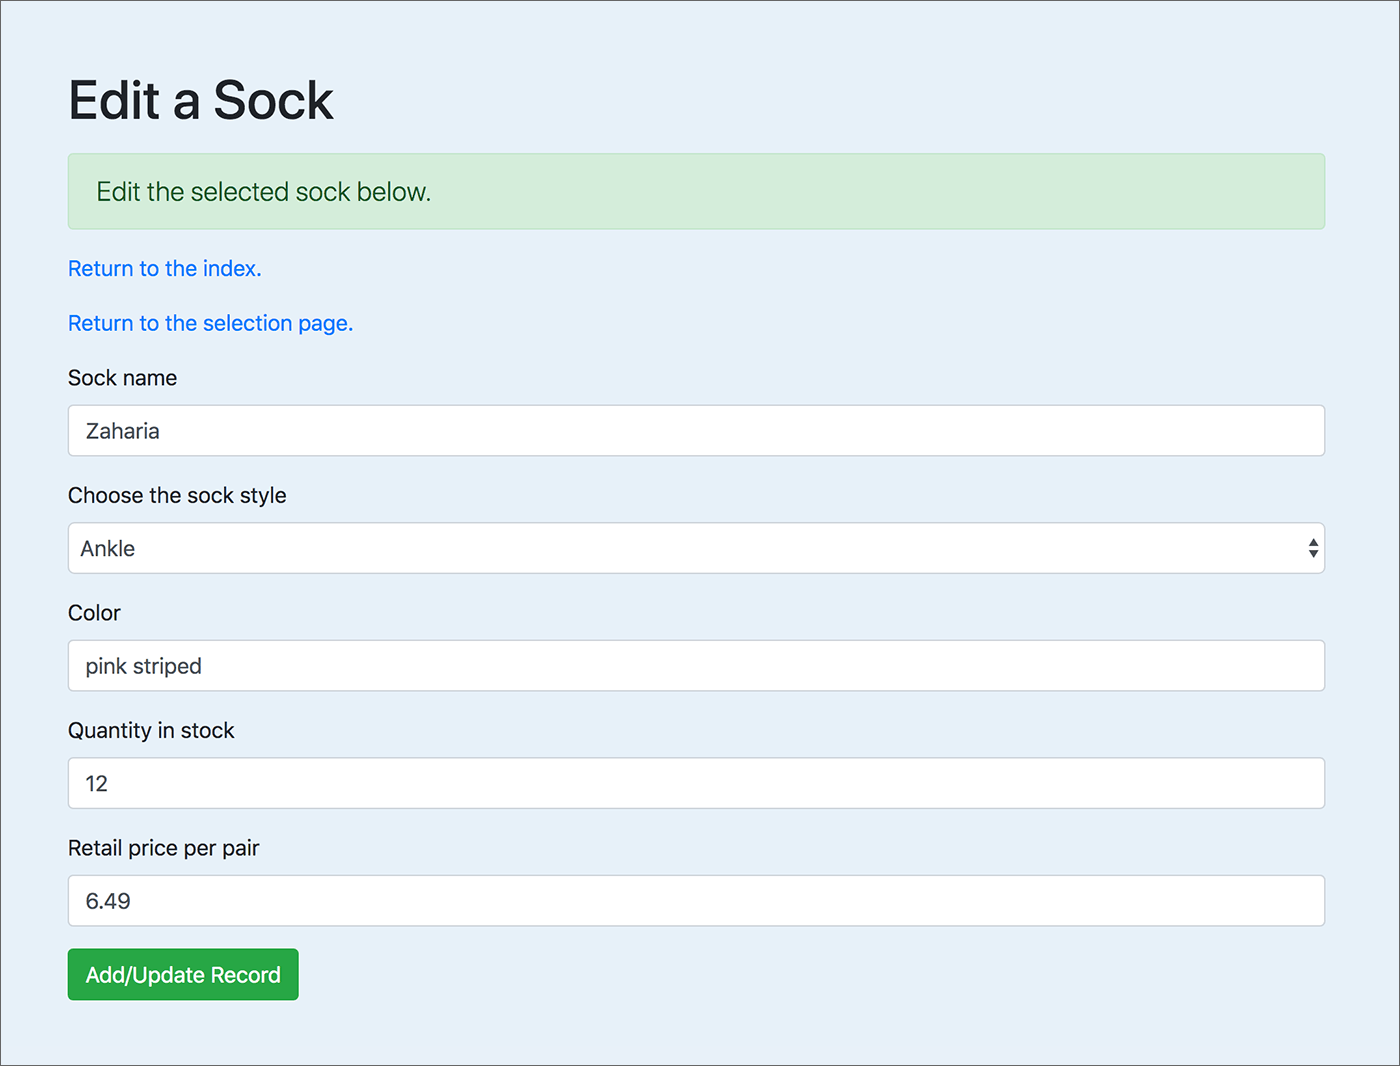 Edit a Sock
Edit the selected sock below.
Return to the index.
Return to the selection page.
Sock name
Zaharia
Choose the sock style
Ankle
Color
pink striped
Quantity in stock
12
Retail price per pair
6.49
Add/Update Record